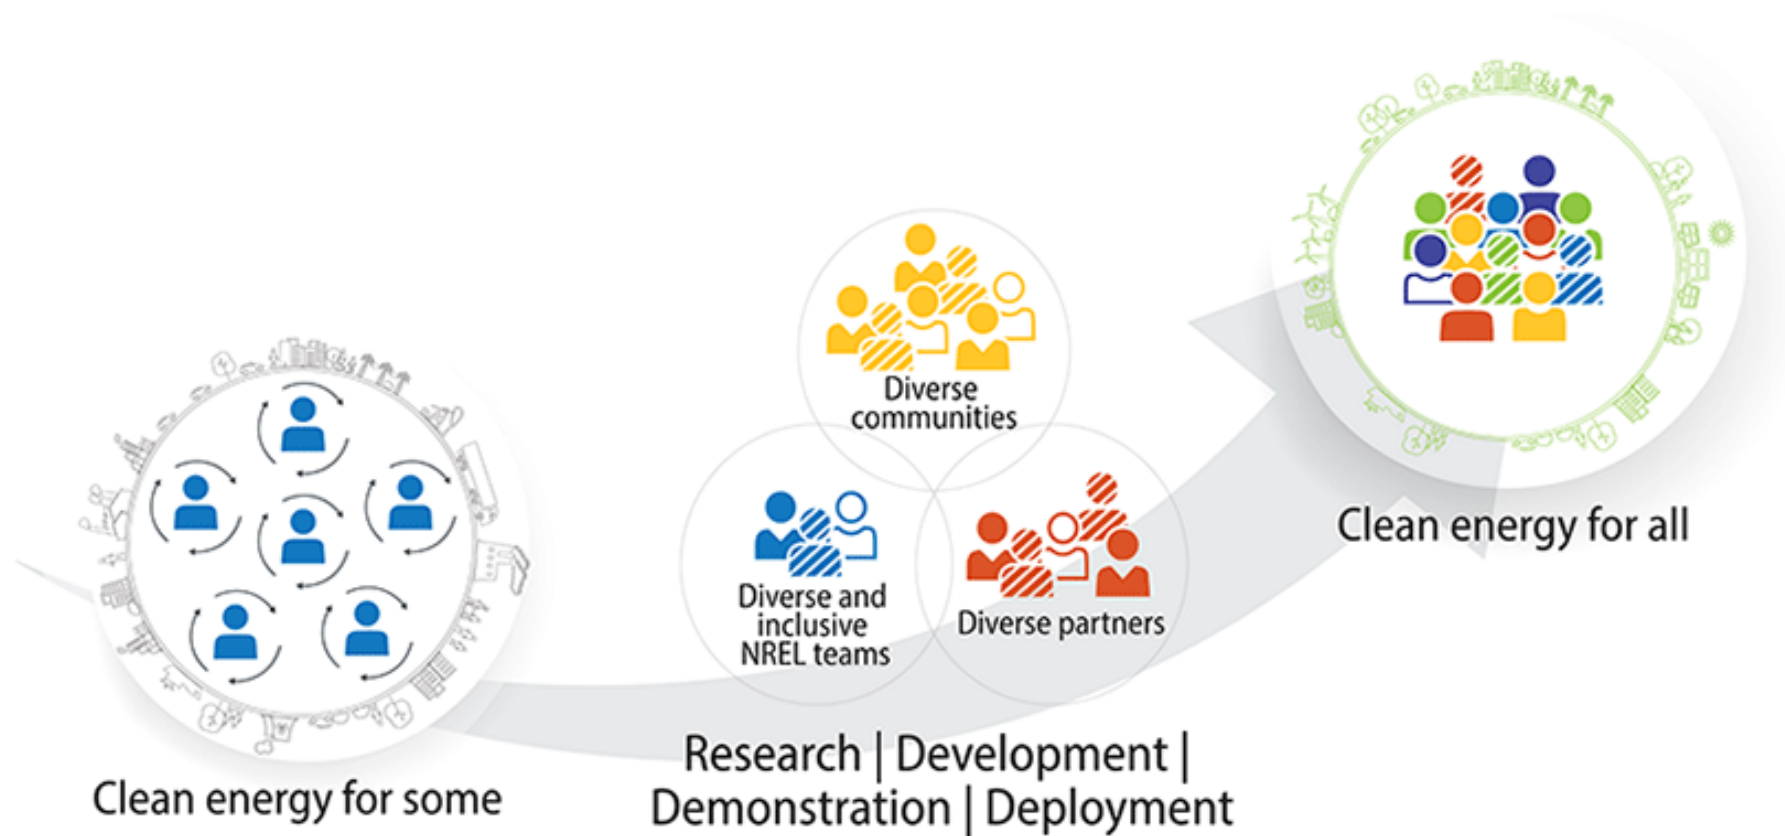 Clean energy for some
Diverse
communities
Diverse and
inclusive
NREL teams
Diverse partners
Research | Development |
Demonstration | Deployment
Clean energy for all